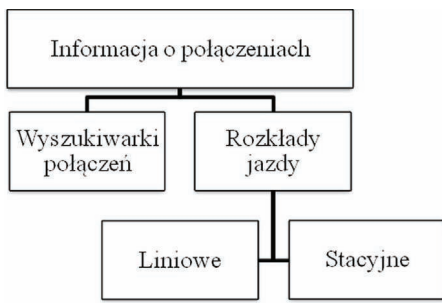 Informacja o połączeniach
Wyszukiwarki
połączeń
Rozkłady
jazdy
Liniowe
Stacyjne